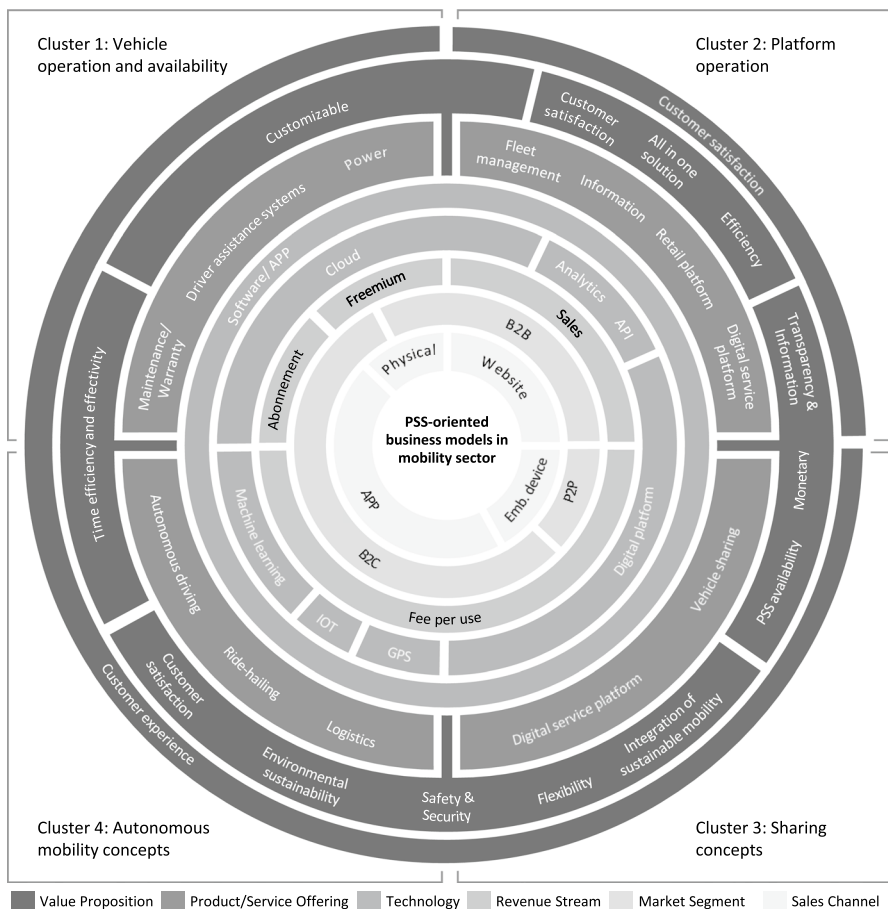 Cluster 1: Vehicle
operation and availability
Cluster 2: Platform
operation
Customer satisfaction
Customizable
Customer
satisfaction
All in one
solution
Efficiency
Transparency &
Information
Monetary
PSS availability
Integration of
sustainable mobility
Flexibility
Safety &
Security
Environmental
sustainability
Customer
satisfaction
Customer experience
Time efficiency and effectivity
Power
Driver assistance systems
Maintenance/
Warranty
Fleet
management
Information
Retail platform
Digital service
platform
Vehicle sharing
Digital service platform
Logistics
Ride-hailing
Autonomous driving
Software/ APP
Cloud
Analytics
API
Digital platform
GPS
IOT
Machine learning
Freemium
Abonnement
Sales
Fee per use
B2B
P2P
B2C
Physical
Website
Emb. device
APP
PSS-oriented
business models in
mobility sector
Cluster 4: Autonomous
mobility concepts
Cluster 3: Sharing
concepts
Value Proposition
Product/Service Offering
Technology
Revenue Stream
Market Segment
Sales Channel